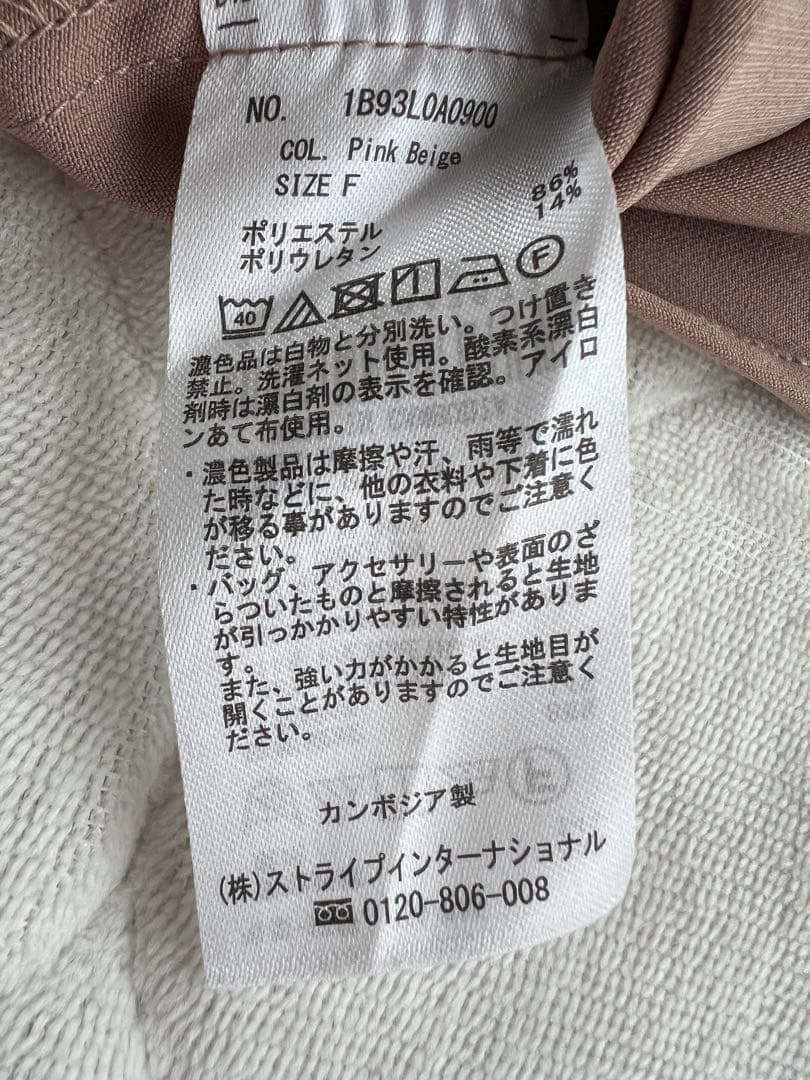 NO. 1B93L0A0900
COL. Pink Beige
SIZE F
ポリエステル 86%
ポリウレタン 14%
40 F
濃色品は白物と分別洗い。つけ置き
禁止。洗濯ネット使用。酸素系漂白
剤時は漂白剤の表示を確認。アイロ
ンあて布使用。
・濃色製品は摩擦や汗、雨等で濡れ
た時などに、他の衣料や下着に色
が移る事がありますのでご注意く
ださい。
・バッグ、アクセサリーや表面のざ
らついたものと摩擦されると生地
が引っかかりやすい特性がありま
す。
また、強い力がかかると生地目が
開くことがありますのでご注意く
ださい。
カンボジア製
(株)ストライプインターナショナル
0120-806-008